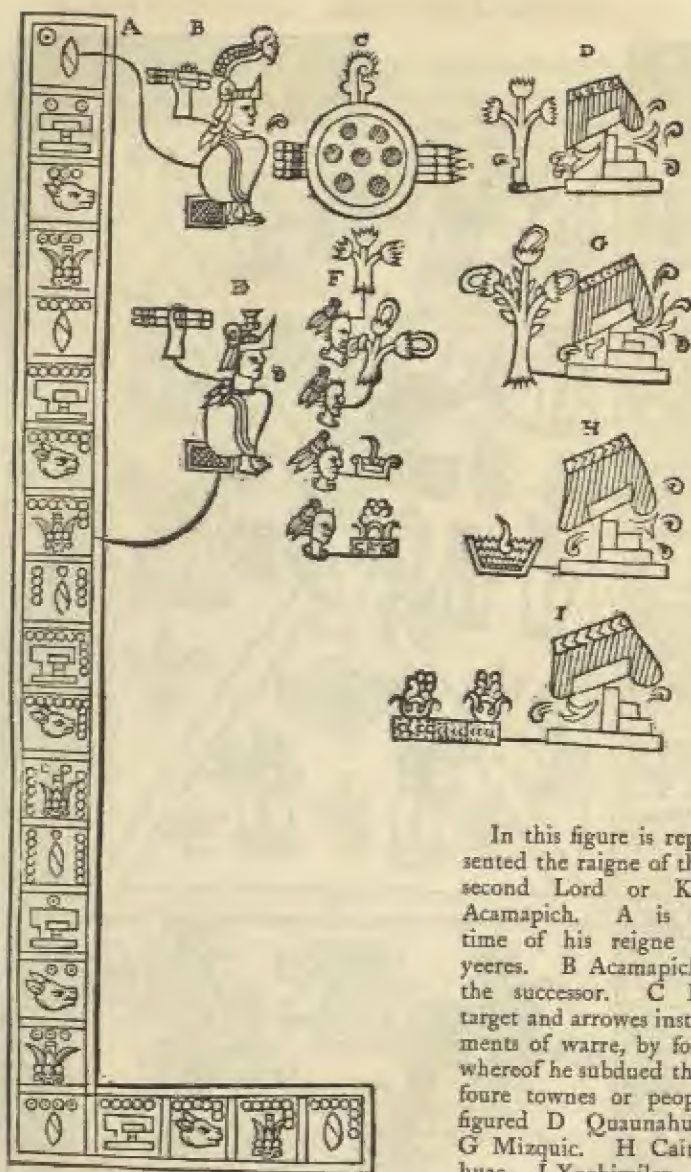 A B C D
F G
H
I
In this figure is rep
sented the raigne of th
second Lord or K
Acamapich. A is
time of his reigne
yeeres. B Acamapich
the successor. C
target and arrowes inst
ments of warre, by fo
whereof he subdued th
foure townes or peop
figured D Quaunahu
G Mizquic. H